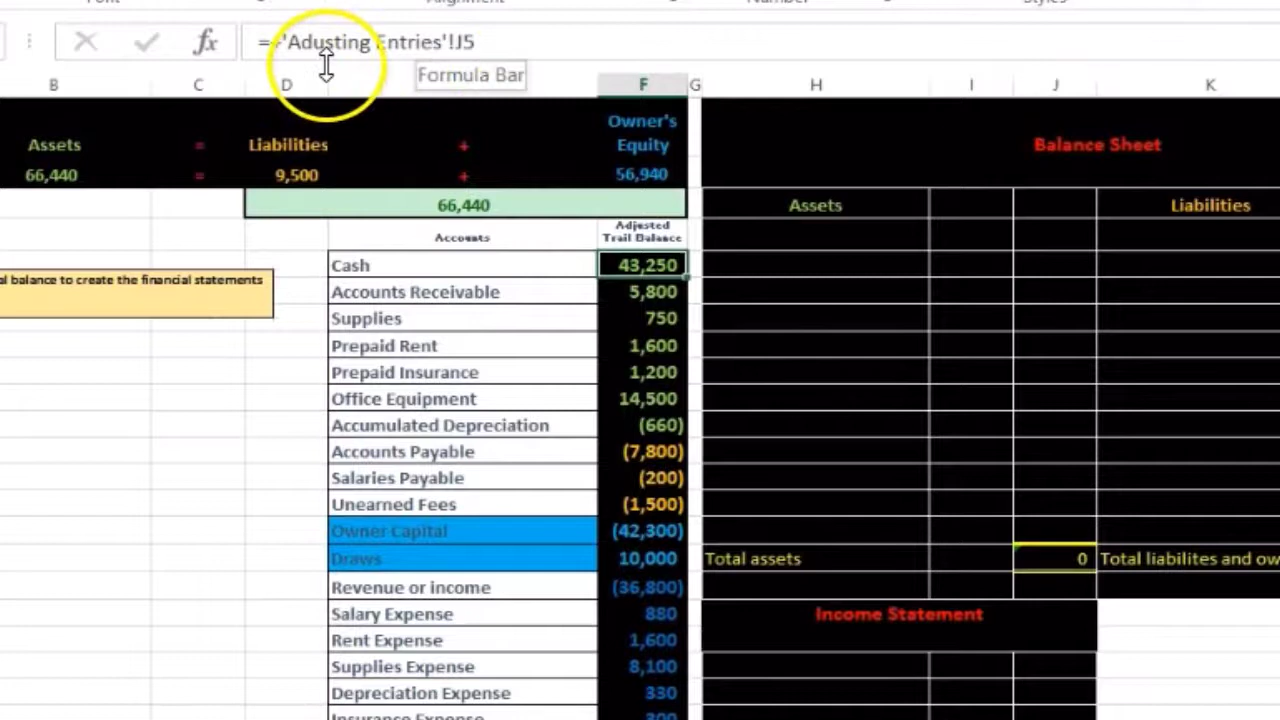 Font
Alignment
Number
Styles
fx =+'Adusting Entries'!J5
Formula Bar
B C D F G H I J K
Assets = Liabilities + Owner's Equity
66,440 = 9,500 + 56,940
66,440
Balance Sheet
Assets Liabilities
Accounts Adjusted Trail Balance
al balance to create the financial statements
Cash 43,250
Accounts Receivable 5,800
Supplies 750
Prepaid Rent 1,600
Prepaid Insurance 1,200
Office Equipment 14,500
Accumulated Depreciation (660)
Accounts Payable (7,800)
Salaries Payable (200)
Unearned Fees (1,500)
Owner Capital (42,300)
Draws 10,000
Total assets 0 Total liabilites and ow
Revenue or income (36,800)
Salary Expense 880
Income Statement
Rent Expense 1,600
Supplies Expense 8,100
Depreciation Expense 330
Insurance Expense 300